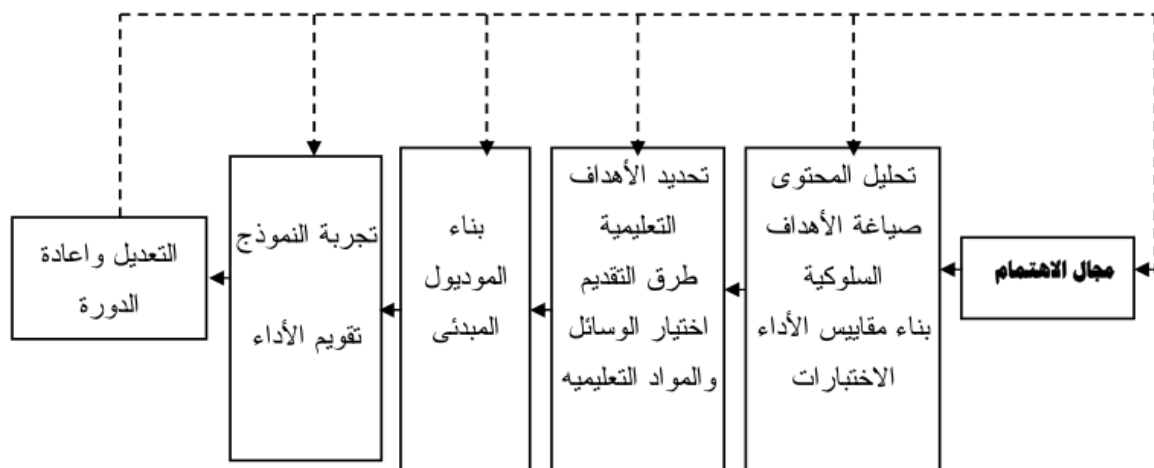 مجال الاهتمام
تحليل المحتوى
صياغة الأهداف
السلوكية
بناء مقاييس الأداء
الاختبارات
تحديد الأهداف
التعليمية
طرق التقديم
اختيار الوسائل
والمواد التعليميه
بناء
الموديول
المبدئى
تجربة النموذج
تقويم الأداء
التعديل واعادة
الدورة